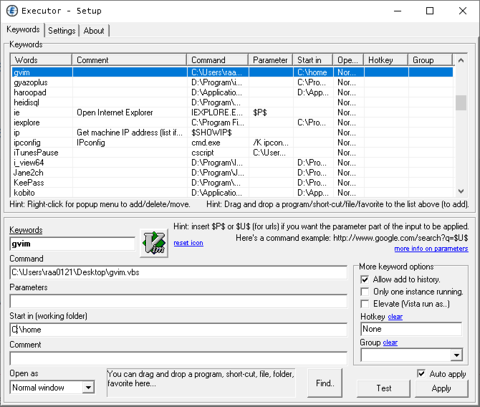 Executor - Setup
Keywords Settings About
Keywords
Words Comment Command Parameter Start in Ope... Hotkey Group
gvim C:\Users\raa... C:\home Nor...
gyazoplus D:\Program\... C:\Pro... Nor...
haroopad D:\Applicatio... D:\App... Nor...
heidisql D:\Program\... Nor...
ie Open Internet Explorer IEXPLORE.E... $P$ Nor...
iexplore C:\Program Fi... C:\Pro... Nor...
ip Get machine IP address (list if... $SHOWIP$ Nor...
ipconfig IPconfig cmd.exe /K ipcon... Nor...
iTunesPause cscript C:\User... Nor...
i_view64 D:\Program\I... D:\Pro... Nor...
Jane2ch D:\Program\J... D:\Pro... Nor...
KeePass D:\Program\... D:\Pro... Nor...
kobito D:\Applicatio... D:\App... Nor...
Hint: Right-click for popup menu to add/delete/move. Hint: Drag and drop a program/short-cut/file/favorite to the list above (to add).
Keywords
gvim
reset icon
Hint: insert $P$ or $U$ (for urls) if you want the parameter part of the input to be applied.
Here's a command example: http://www.google.com/search?q=$U$
more info on parameters
Command
C:\Users\raa0121\Desktop\gvim.vbs
Parameters
Start in (working folder)
C:\home
Comment
Open as
Normal window
You can drag and drop a program, short-cut, file, folder,
favorite here...
Find..
More keyword options
Allow add to history.
Only one instance running.
Elevate (Vista run as..)
Hotkey clear
None
Group clear
Auto apply
Test Apply